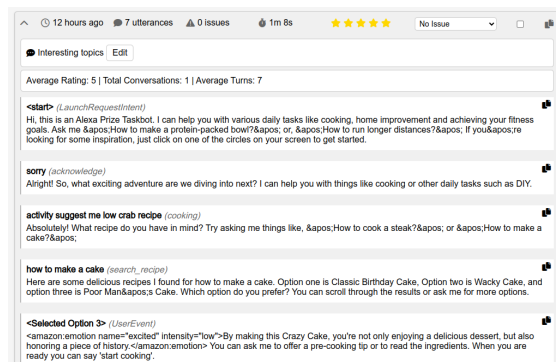 12 hours ago 7 utterances 0 issues 1m 8s No Issue
Interesting topics Edit
Average Rating: 5 | Total Conversations: 1 | Average Turns: 7
<start> (LaunchRequestIntent)
Hi, this is an Alexa Prize Taskbot. I can help you with various daily tasks like cooking, home improvement and achieving your fitness
goals. Ask me &apos;How to make a protein-packed bowl?&apos; or, &apos;How to run longer distances?&apos; If you&apos;re
looking for some inspiration, just click on one of the circles on your screen to get started.
sorry (acknowledge)
Alright! So, what exciting adventure are we diving into next? I can help you with things like cooking or other daily tasks such as DIY.
activity suggest me low crab recipe (cooking)
Absolutely! What recipe do you have in mind? Try asking me things like, &apos;How to cook a steak?&apos; or &apos;How to make a
cake?&apos;
how to make a cake (search_recipe)
Here are some delicious recipes I found for how to make a cake. Option one is Classic Birthday Cake, Option two is Wacky Cake, and
option three is Poor Man&apos;s Cake. Which option do you prefer? You can scroll through the results or ask me for more options.
<Selected Option 3> (UserEvent)
<amazon:emotion name="excited" intensity="low">By making this Crazy Cake, you're not only enjoying a delicious dessert, but also
honoring a piece of history.</amazon:emotion> You can ask me to offer a pre-cooking tip or to read the ingredients. When you are
ready you can say 'start cooking'.